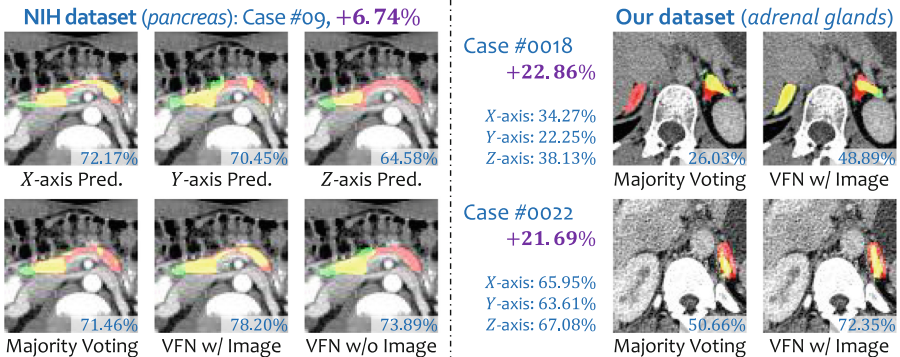 NIH dataset (pancreas): Case #09, +6.74%
72.17%
70.45%
64.58%
X-axis Pred.
Y-axis Pred.
Z-axis Pred.
71.46%
78.20%
73.89%
Majority Voting
VFN w/ Image
VFN w/o Image
Our dataset (adrenal glands)
Case #0018
+22.86%
X-axis: 34.27%
Y-axis: 22.25%
Z-axis: 38.13%
26.03%
48.89%
Majority Voting
VFN w/ Image
Case #0022
+21.69%
X-axis: 65.95%
Y-axis: 63.61%
Z-axis: 67.08%
50.66%
72.35%
Majority Voting
VFN w/ Image